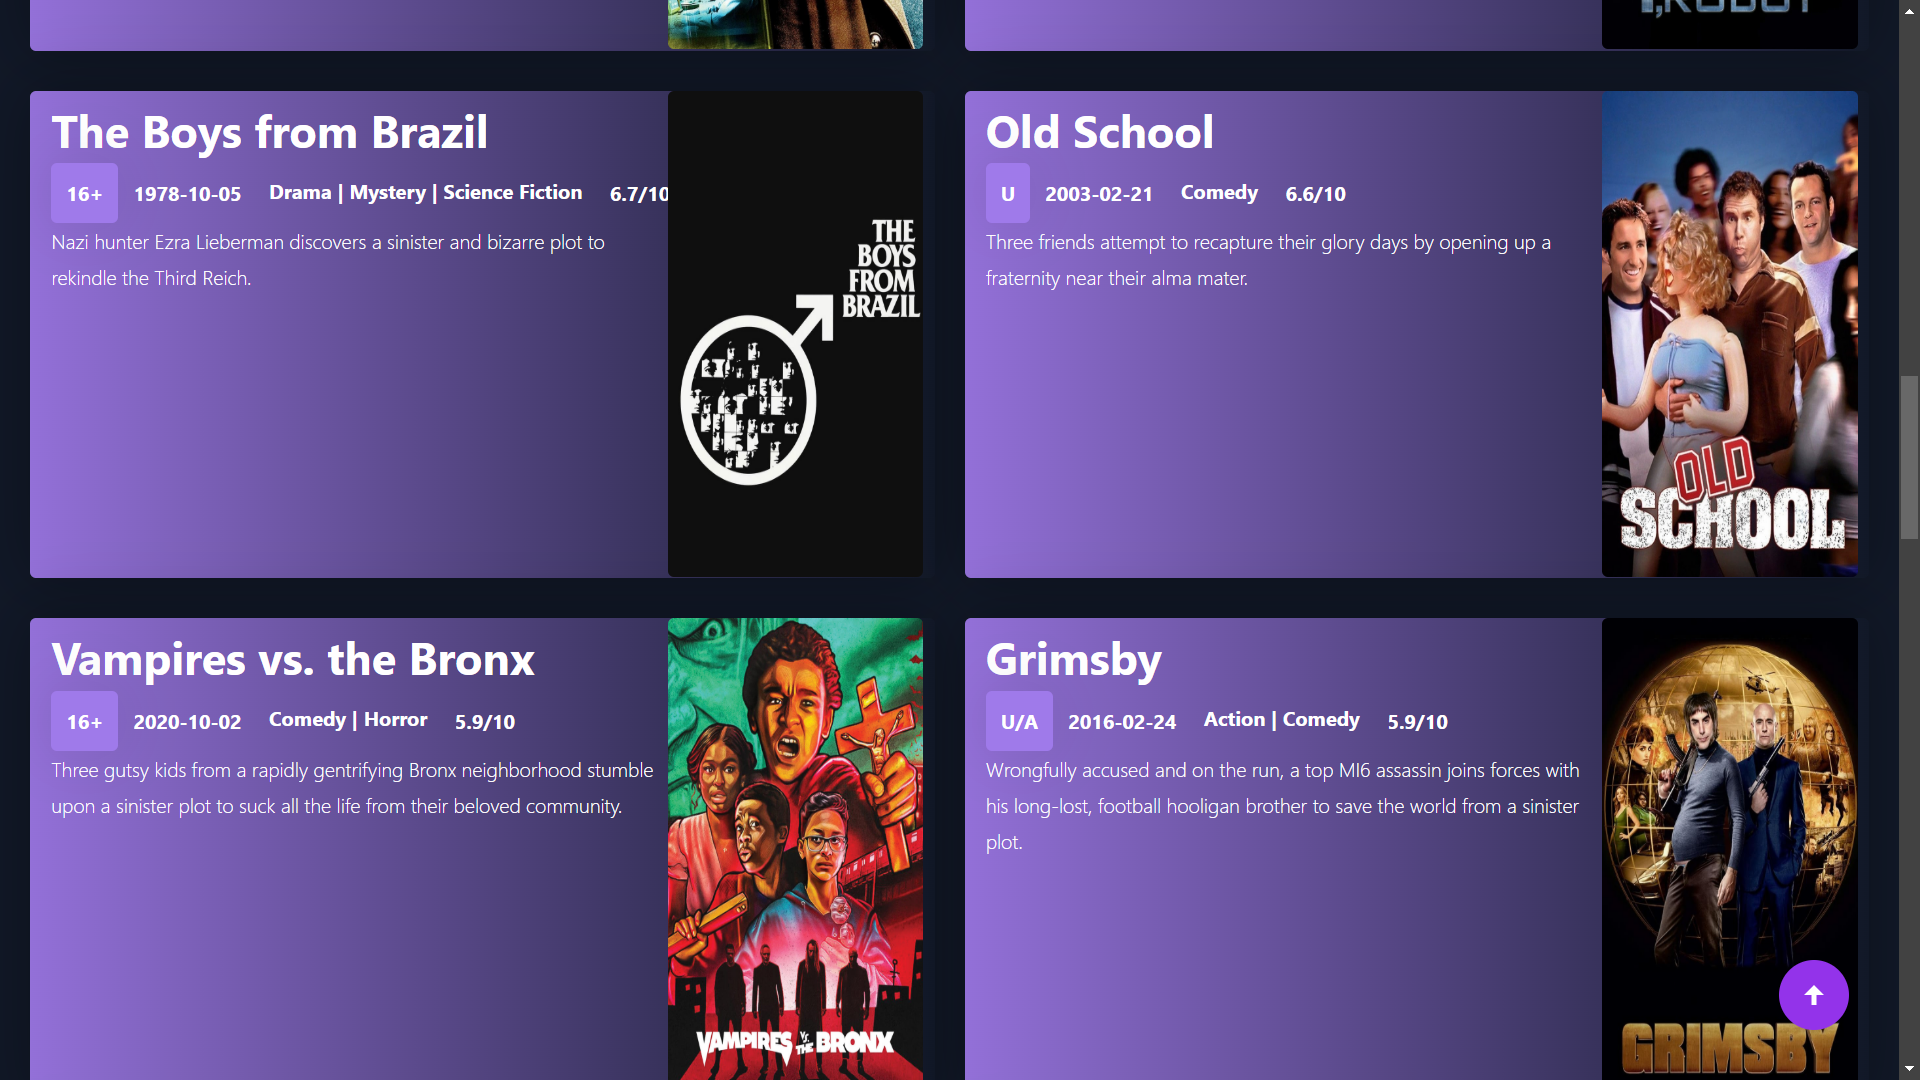 I, ROBOT
The Boys from Brazil
16+ 1978-10-05 Drama | Mystery | Science Fiction 6.7/10
Nazi hunter Ezra Lieberman discovers a sinister and bizarre plot to
rekindle the Third Reich.
THE
BOYS
FROM
BRAZIL
Old School
U 2003-02-21 Comedy 6.6/10
Three friends attempt to recapture their glory days by opening up a
fraternity near their alma mater.
OLD
SCHOOL
Vampires vs. the Bronx
16+ 2020-10-02 Comedy | Horror 5.9/10
Three gutsy kids from a rapidly gentrifying Bronx neighborhood stumble
upon a sinister plot to suck all the life from their beloved community.
VAMPIRES VS. THE BRONX
Grimsby
U/A 2016-02-24 Action | Comedy 5.9/10
Wrongfully accused and on the run, a top MI6 assassin joins forces with
his long-lost, football hooligan brother to save the world from a sinister
plot.
GRIMSBY